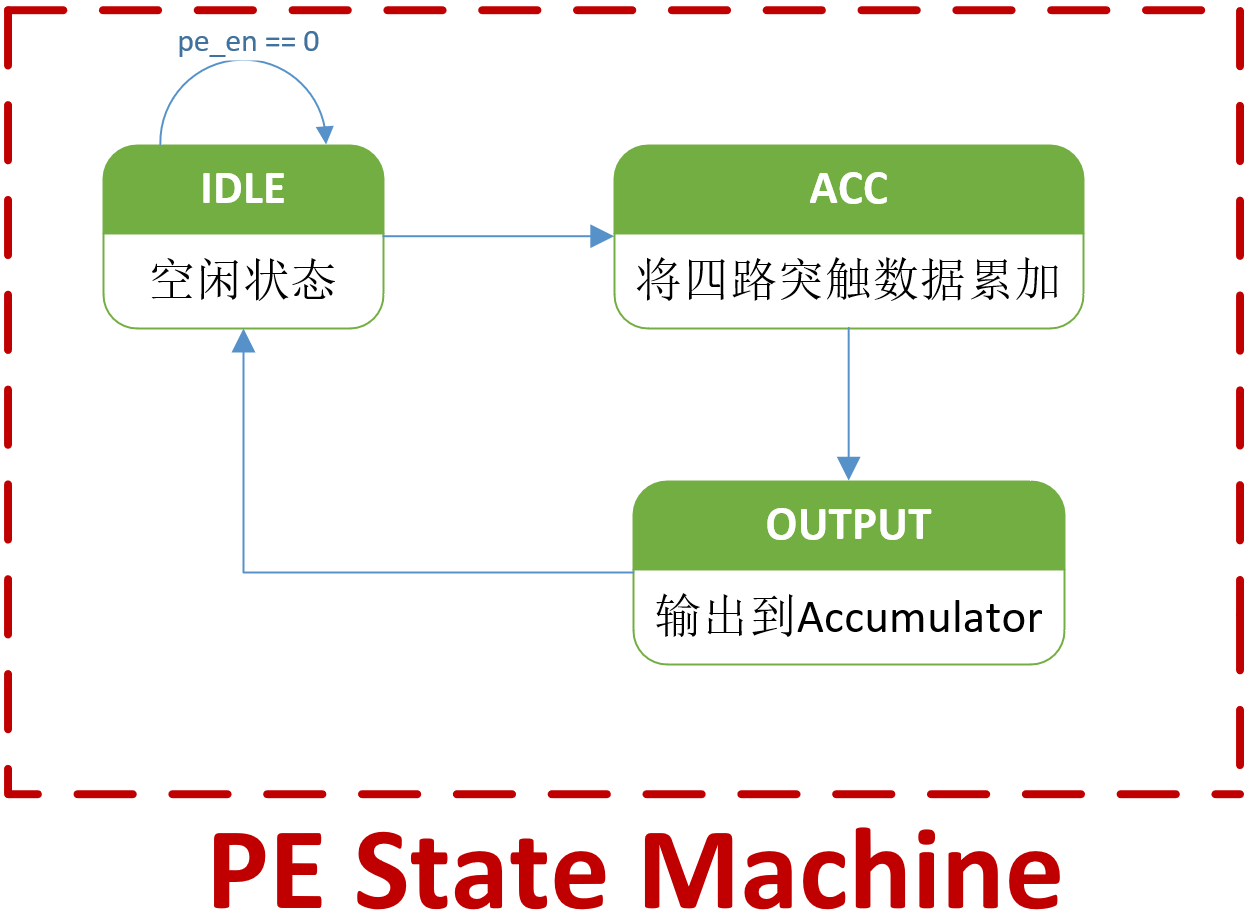 pe_en == 0
IDLE
空闲状态
ACC
将四路突触数据累加
OUTPUT
输出到Accumulator
PE State Machine